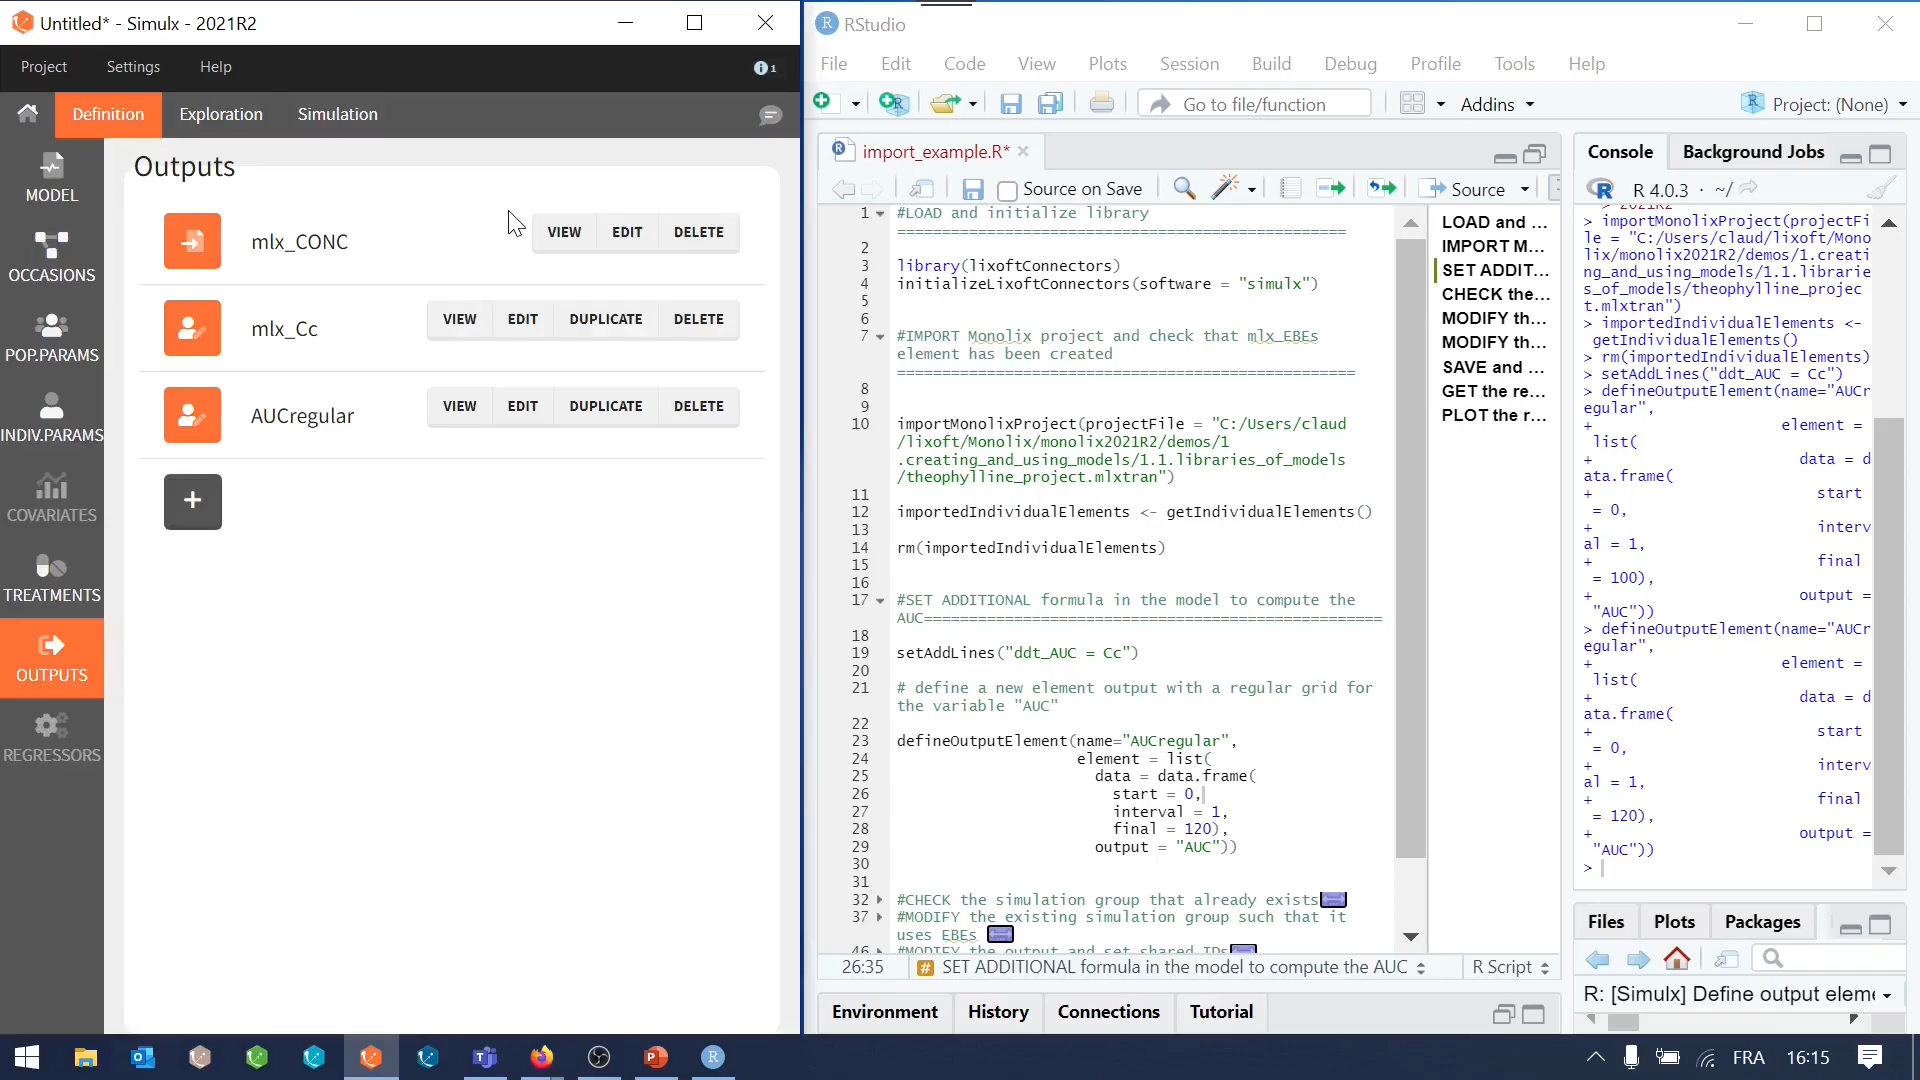 Untitled* - Simulx - 2021R2
Project Settings Help
1
Definition Exploration Simulation
MODEL
OCCASIONS
POP.PARAMS
INDIV.PARAMS
COVARIATES
TREATMENTS
OUTPUTS
REGRESSORS
Outputs
mlx_CONC VIEW EDIT DELETE
mlx_Cc VIEW EDIT DUPLICATE DELETE
AUCregular VIEW EDIT DUPLICATE DELETE
+
RStudio
File Edit Code View Plots Session Build Debug Profile Tools Help
Go to file/function Addins Project: (None)
import_example.R*
Source on Save Source
1 #LOAD and initialize library
==================================================
2
3 library(lixoftConnectors)
4 initializeLixoftConnectors(software = "simulx")
5
6
7 #IMPORT Monolix project and check that mlx_EBEs
element has been created
===================================================
8
9
10 importMonolixProject(projectFile = "C:/Users/claud
/lixoft/Monolix/monolix2021R2/demos/1
.creating_and_using_models/1.1.libraries_of_models
/theophylline_project.mlxtran")
11
12 importedIndividualElements <- getIndividualElements()
13
14 rm(importedIndividualElements)
15
16
17 #SET ADDITIONAL formula in the model to compute the
AUC===================================================
18
19 setAddLines("ddt_AUC = Cc")
20
21 # define a new element output with a regular grid for
the variable "AUC"
22
23 defineOutputElement(name="AUCregular",
24 element = list(
25 data = data.frame(
26 start = 0,
27 interval = 1,
28 final = 120),
29 output = "AUC"))
30
31
32 #CHECK the simulation group that already exists
37 #MODIFY the existing simulation group such that it
uses EBEs
46 #MODIFY the output and set shared IDs
26:35 # SET ADDITIONAL formula in the model to compute the AUC R Script
LOAD and ...
IMPORT M...
SET ADDIT...
CHECK the...
MODIFY th...
MODIFY th...
SAVE and ...
GET the re...
PLOT the r...
Environment History Connections Tutorial
Console Background Jobs
R 4.0.3 · ~/
> 2021R2
> importMonolixProject(projectFi
le = "C:/Users/claud/lixoft/Mono
lix/monolix2021R2/demos/1.creati
ng_and_using_models/1.1.librarie
s_of_models/theophylline_projec
t.mlxtran")
> importedIndividualElements <-
getIndividualElements()
> rm(importedIndividualElements)
> setAddLines("ddt_AUC = Cc")
> defineOutputElement(name="AUCr
egular",
+ element =
list(
+ data = d
ata.frame(
+ start
= 0,
+ interv
al = 1,
+ final
= 100),
+ output =
"AUC"))
> defineOutputElement(name="AUCr
egular",
+ element =
list(
+ data = d
ata.frame(
+ start
= 0,
+ interv
al = 1,
+ final
= 120),
+ output =
"AUC"))
>
Files Plots Packages
R: [Simulx] Define output eleme
FRA 16:15